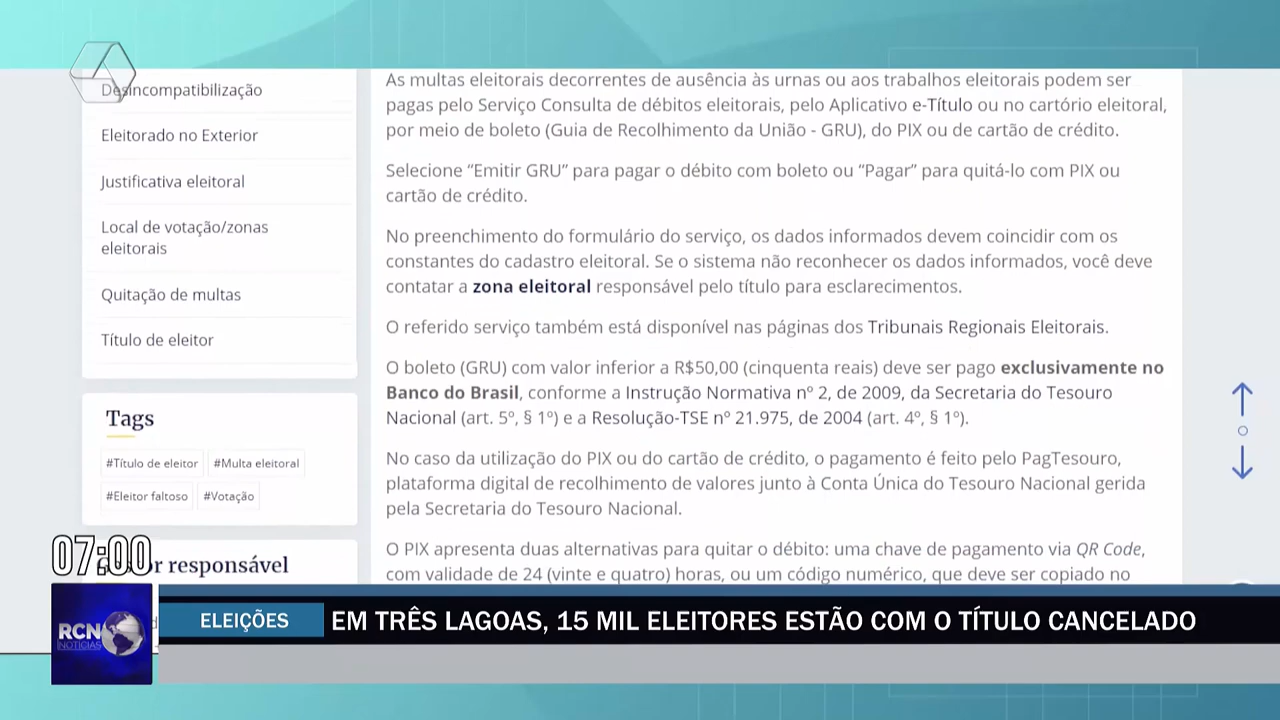 Desincompatibilização
Eleitorado no Exterior
Justificativa eleitoral
Local de votação/zonas
eleitorais
Quitação de multas
Título de eleitor
Tags
#Título de eleitor #Multa eleitoral
#Eleitor faltoso #Votação
responsável
As multas eleitorais decorrentes de ausência às urnas ou aos trabalhos eleitorais podem ser
pagas pelo Serviço Consulta de débitos eleitorais, pelo Aplicativo e-Título ou no cartório eleitoral,
por meio de boleto (Guia de Recolhimento da União - GRU), do PIX ou de cartão de crédito.
Selecione “Emitir GRU” para pagar o débito com boleto ou “Pagar” para quitá-lo com PIX ou
cartão de crédito.
No preenchimento do formulário do serviço, os dados informados devem coincidir com os
constantes do cadastro eleitoral. Se o sistema não reconhecer os dados informados, você deve
contatar a zona eleitoral responsável pelo título para esclarecimentos.
O referido serviço também está disponível nas páginas dos Tribunais Regionais Eleitorais.
O boleto (GRU) com valor inferior a R$50,00 (cinquenta reais) deve ser pago exclusivamente no
Banco do Brasil, conforme a Instrução Normativa nº 2, de 2009, da Secretaria do Tesouro
Nacional (art. 5º, § 1º) e a Resolução-TSE nº 21.975, de 2004 (art. 4º, § 1º).
No caso da utilização do PIX ou do cartão de crédito, o pagamento é feito pelo PagTesouro,
plataforma digital de recolhimento de valores junto à Conta Única do Tesouro Nacional gerida
pela Secretaria do Tesouro Nacional.
O PIX apresenta duas alternativas para quitar o débito: uma chave de pagamento via QR Code,
com validade de 24 (vinte e quatro) horas, ou um código numérico, que deve ser copiado no
07:00
RCN
NOTÍCIAS
ELEIÇÕES
EM TRÊS LAGOAS, 15 MIL ELEITORES ESTÃO COM O TÍTULO CANCELADO